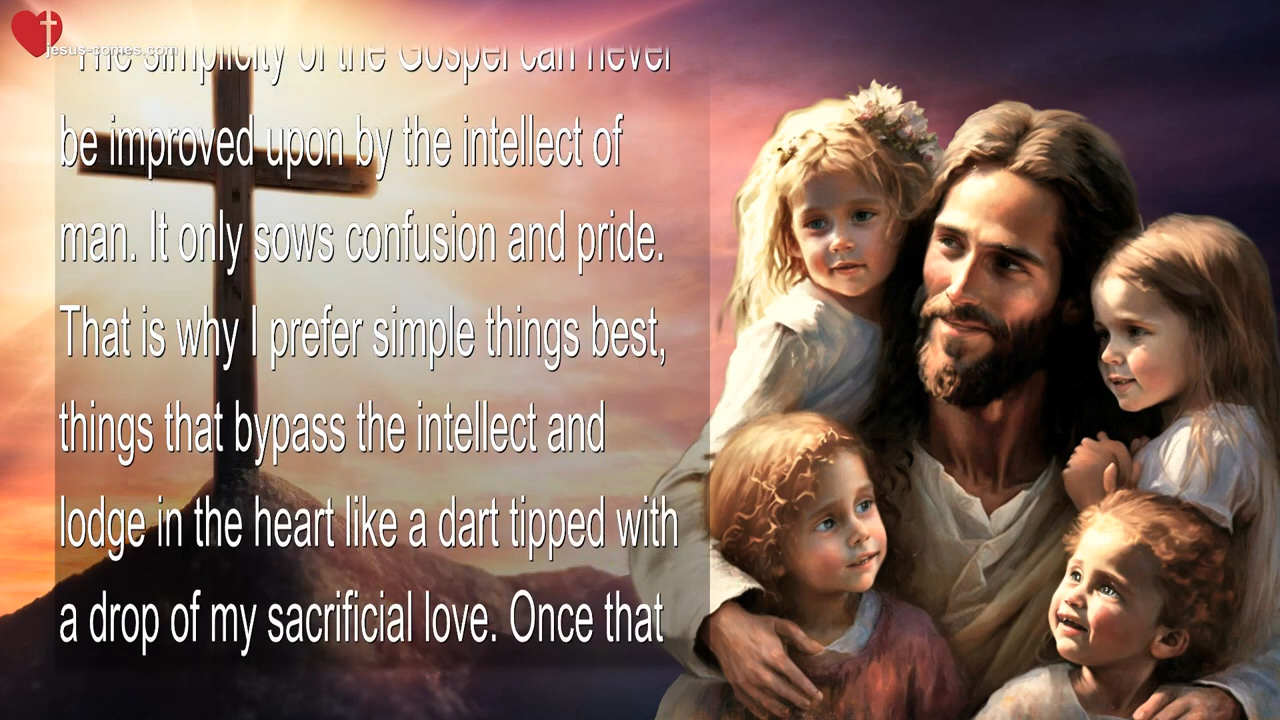 jesus-comes.com
The simplicity of the Gospel can never
be improved upon by the intellect of
man. It only sows confusion and pride.
That is why I prefer simple things best,
things that bypass the intellect and
lodge in the heart like a dart tipped with
a drop of my sacrificial love. Once that